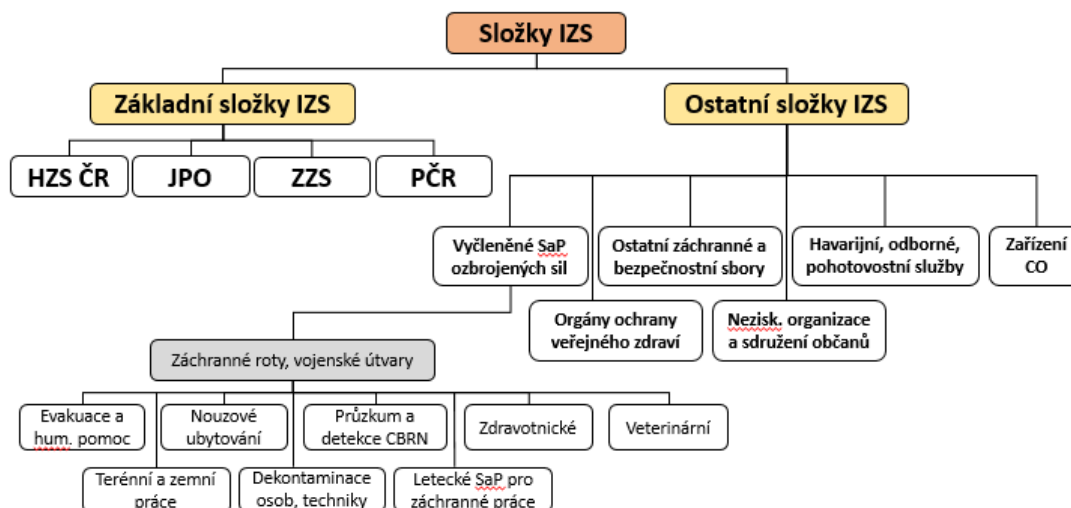 Složky IZS
Základní složky IZS
Ostatní složky IZS
HZS ČR
JPO
ZZS
PČR
Vyčleněné SaP
ozbrojených sil
Ostatní záchranné a
bezpečnostní sbory
Havarijní, odborné,
pohotovostní služby
Zařízení
CO
Orgány ochrany
veřejného zdraví
Nezisk. organizace
a sdružení občanů
Záchranné roty, vojenské útvary
Evakuace a
hum. pomoc
Nouzové
ubytování
Průzkum a
detekce CBRN
Zdravotnické
Veterinární
Terénní a zemní
práce
Dekontaminace
osob, techniky
Letecké SaP pro
záchranné práce